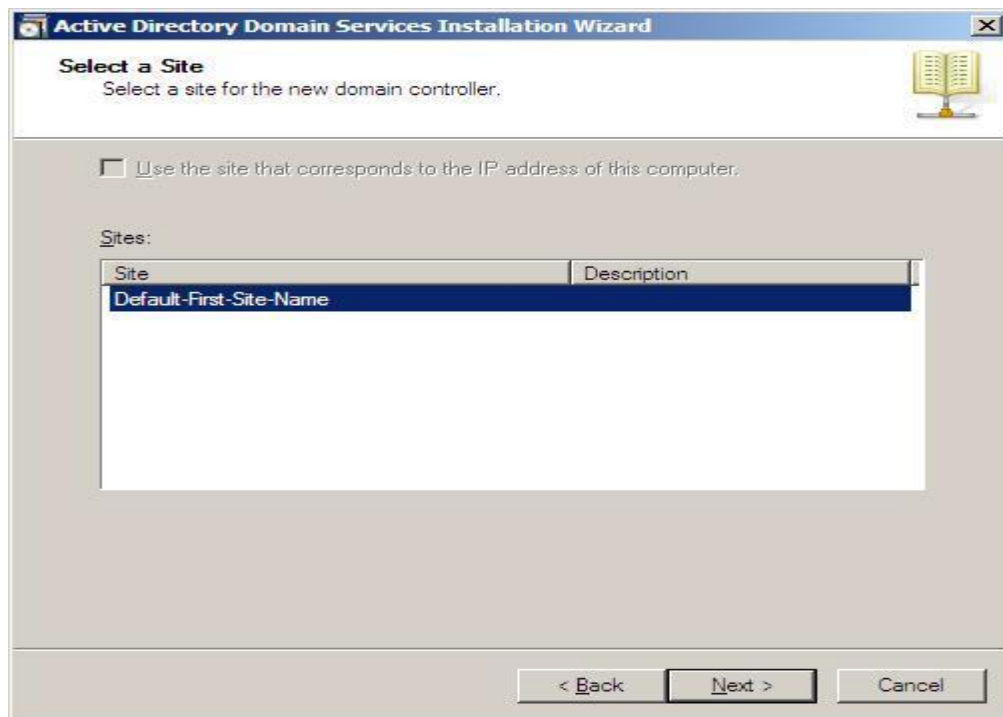 Active Directory Domain Services Installation Wizard
Select a Site
Select a site for the new domain controller.
Use the site that corresponds to the IP address of this computer.
Sites:
Site Description
Default-First-Site-Name
< Back Next > Cancel